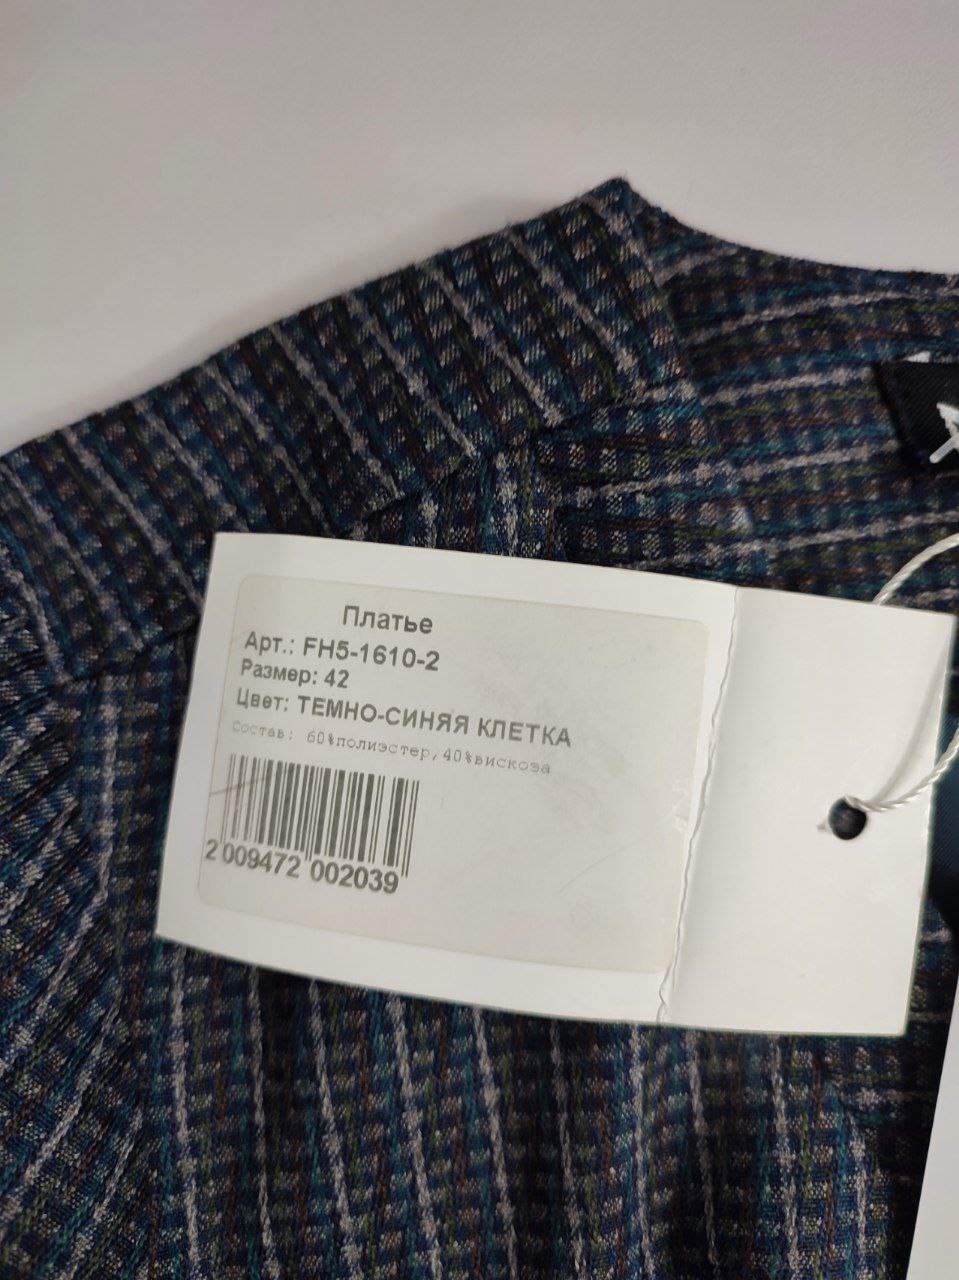 Платье
Арт.: FH5-1610-2
Размер: 42
Цвет: ТЕМНО-СИНЯЯ КЛЕТКА
Состав: 60%полиэстер,40%вискоза
2 009472 002039